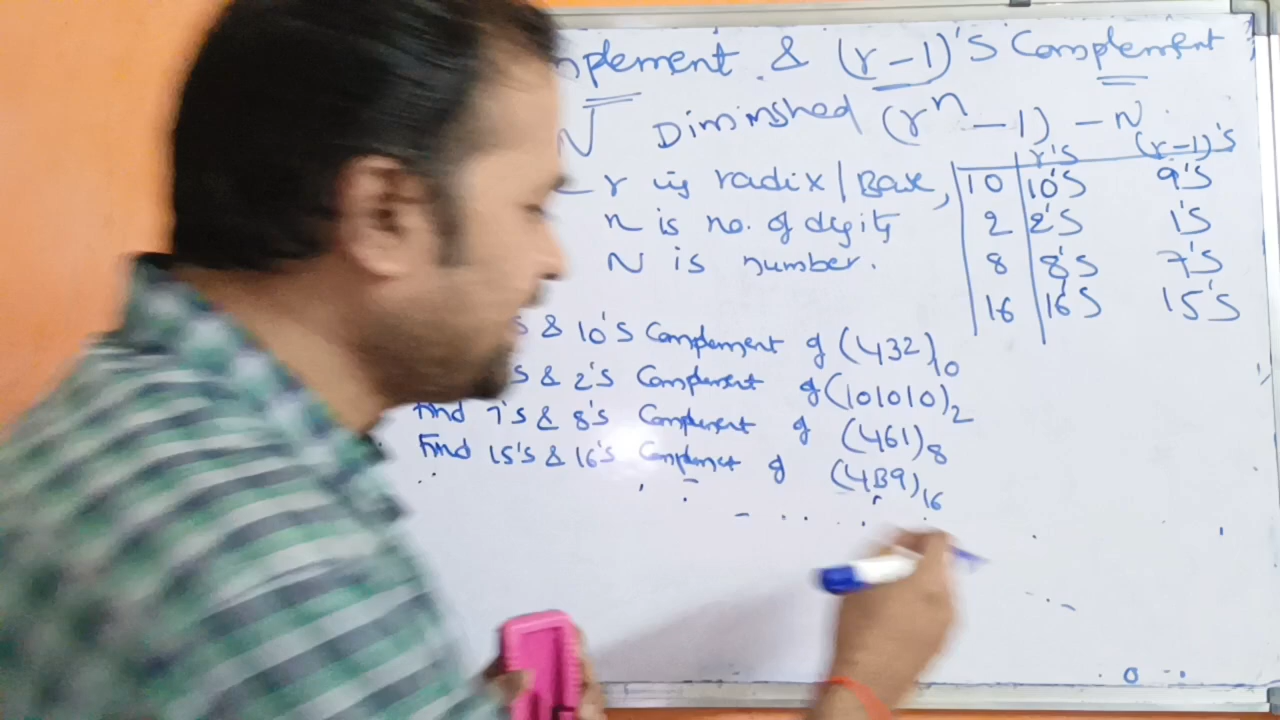 mplement & (r-1)'s Complement
N Diminshed (rⁿ -1) - N
r's (r-1)'s
r is radix/Base, 10 10's 9's
n is no. of digits 2 2's 1's
N is number. 8 8's 7's
16 16's 15's
s & 10's Complement of (432)₁₀
's & 2's Complement of (101010)₂
Find 7's & 8's Complement of (461)₈
Find 15's & 16's Complement of (4B9)₁₆